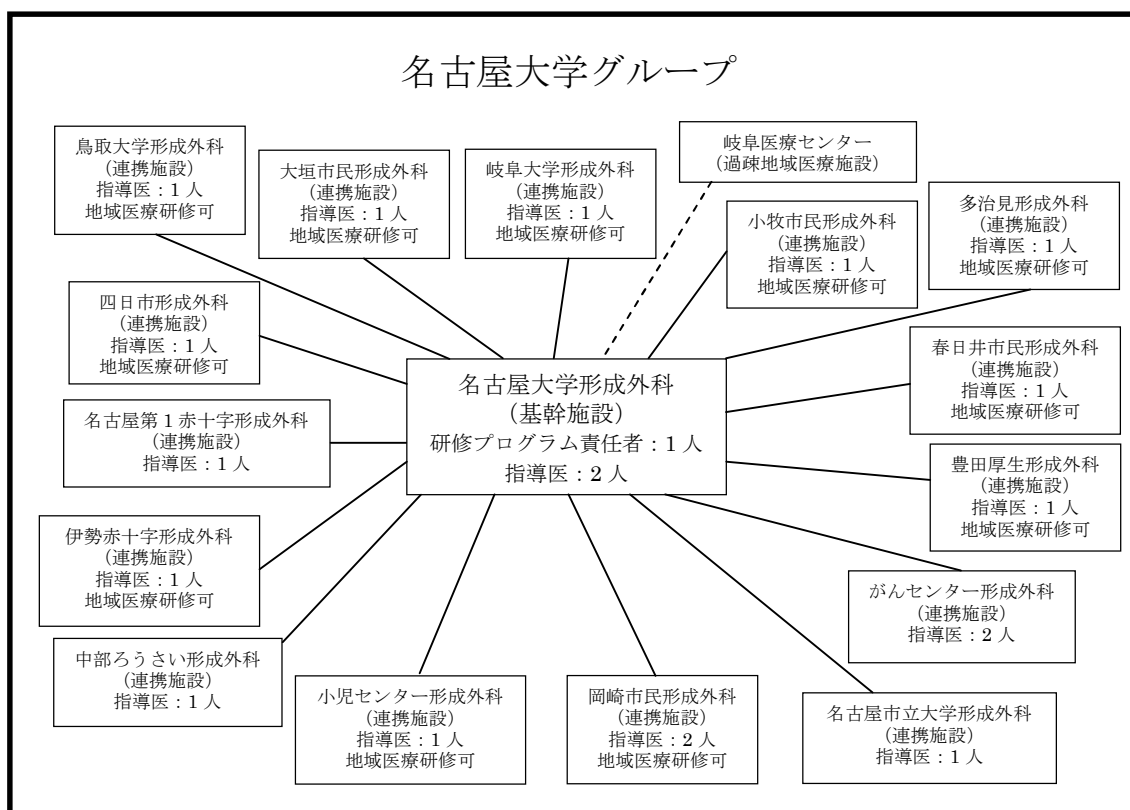 名古屋大学グループ
鳥取大学形成外科
(連携施設)
指導医：1 人
地域医療研修可
大垣市民形成外科
(連携施設)
指導医：1 人
地域医療研修可
岐阜大学形成外科
(連携施設)
指導医：1 人
地域医療研修可
岐阜医療センター
(過疎地域医療施設)
小牧市民形成外科
(連携施設)
指導医：1 人
地域医療研修可
多治見形成外科
(連携施設)
指導医：1 人
地域医療研修可
四日市形成外科
(連携施設)
指導医：1 人
地域医療研修可
名古屋大学形成外科
(基幹施設)
研修プログラム責任者：1 人
指導医：2 人
春日井市民形成外科
(連携施設)
指導医：1 人
地域医療研修可
名古屋第 1 赤十字形成外科
(連携施設)
指導医：1 人
豊田厚生形成外科
(連携施設)
指導医：1 人
地域医療研修可
伊勢赤十字形成外科
(連携施設)
指導医：1 人
地域医療研修可
がんセンター形成外科
(連携施設)
指導医：2 人
中部ろうさい形成外科
(連携施設)
指導医：1 人
小児センター形成外科
(連携施設)
指導医：1 人
地域医療研修可
岡崎市民形成外科
(連携施設)
指導医：2 人
地域医療研修可
名古屋市立大学形成外科
(連携施設)
指導医：1 人